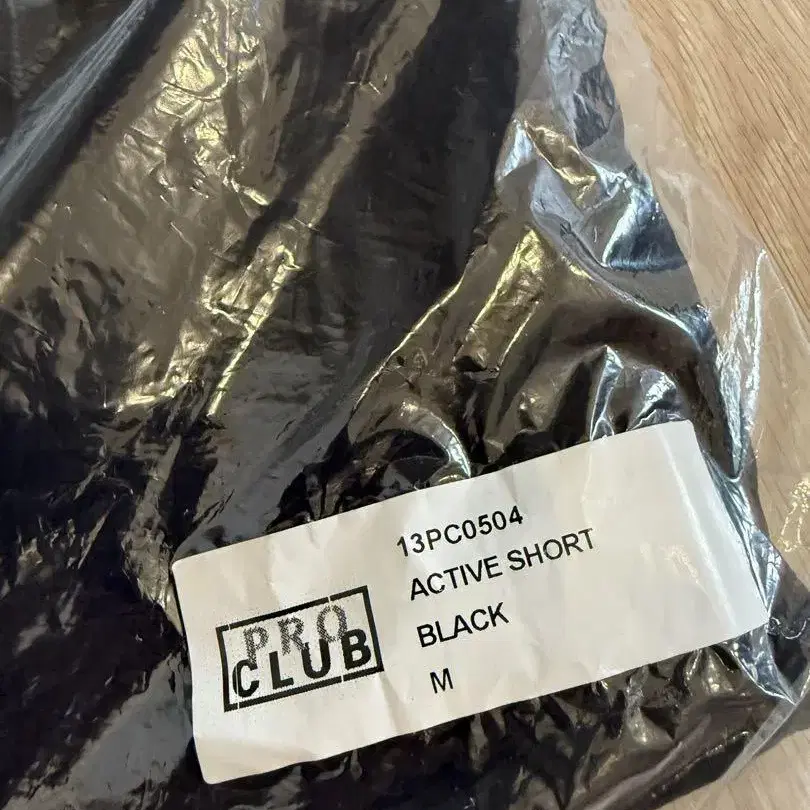 13PC0504
ACTIVE SHORT
BLACK
M
PRO
CLUB